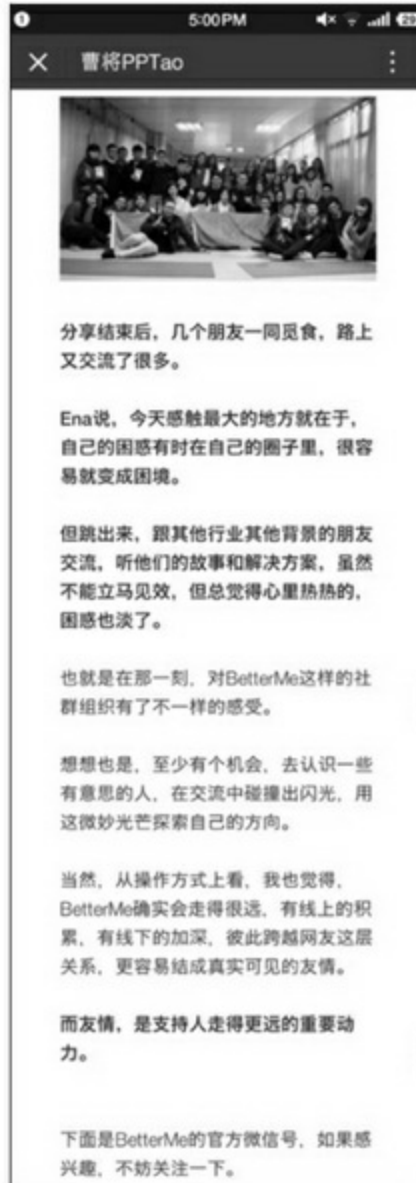 5:00PM
曹将PPTao
分享结束后，几个朋友一同觅食，路上
又交流了很多。
Ena说，今天感触最大的地方就在于，
自己的困惑有时在自己的圈子里，很容
易就变成困境。
但跳出来，跟其他行业其他背景的朋友
交流，听他们的故事和解决方案，虽然
不能立马见效，但总觉得心里热热的，
困惑也淡了。
也就是在那一刻，对BetterMe这样的社
群组织有了不一样的感受。
想想也是，至少有个机会，去认识一些
有意思的人，在交流中碰撞出闪光，用
这微妙光芒探索自己的方向。
当然，从操作方式上看，我也觉得，
BetterMe确实会走得很远，有线上的积
累，有线下的加深，彼此跨越网友这层
关系，更容易结成真实可见的友情。
而友情，是支持人走得更远的重要动
力。
下面是BetterMe的官方微信号，如果感
兴趣，不妨关注一下。